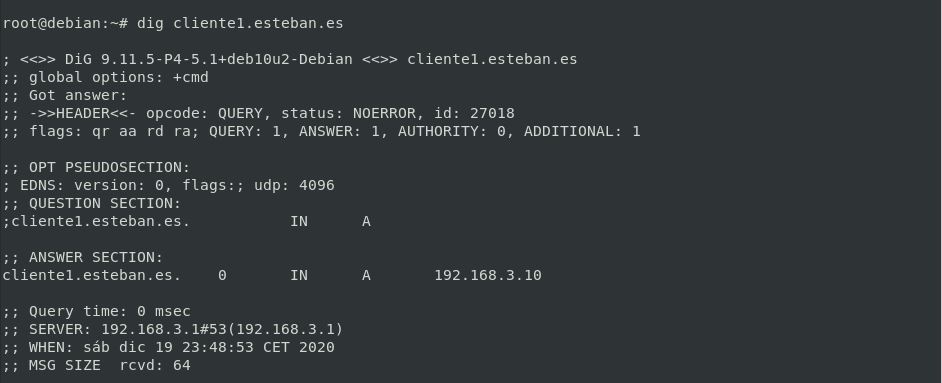 root@debian:~# dig cliente1.esteban.es
; <<>> DiG 9.11.5-P4-5.1+deb10u2-Debian <<>> cliente1.esteban.es
;; global options: +cmd
;; Got answer:
;; ->>HEADER<<- opcode: QUERY, status: NOERROR, id: 27018
;; flags: qr aa rd ra; QUERY: 1, ANSWER: 1, AUTHORITY: 0, ADDITIONAL: 1
;; OPT PSEUDOSECTION:
; EDNS: version: 0, flags:; udp: 4096
;; QUESTION SECTION:
;cliente1.esteban.es. IN A
;; ANSWER SECTION:
cliente1.esteban.es. 0 IN A 192.168.3.10
;; Query time: 0 msec
;; SERVER: 192.168.3.1#53(192.168.3.1)
;; WHEN: sáb dic 19 23:48:53 CET 2020
;; MSG SIZE rcvd: 64